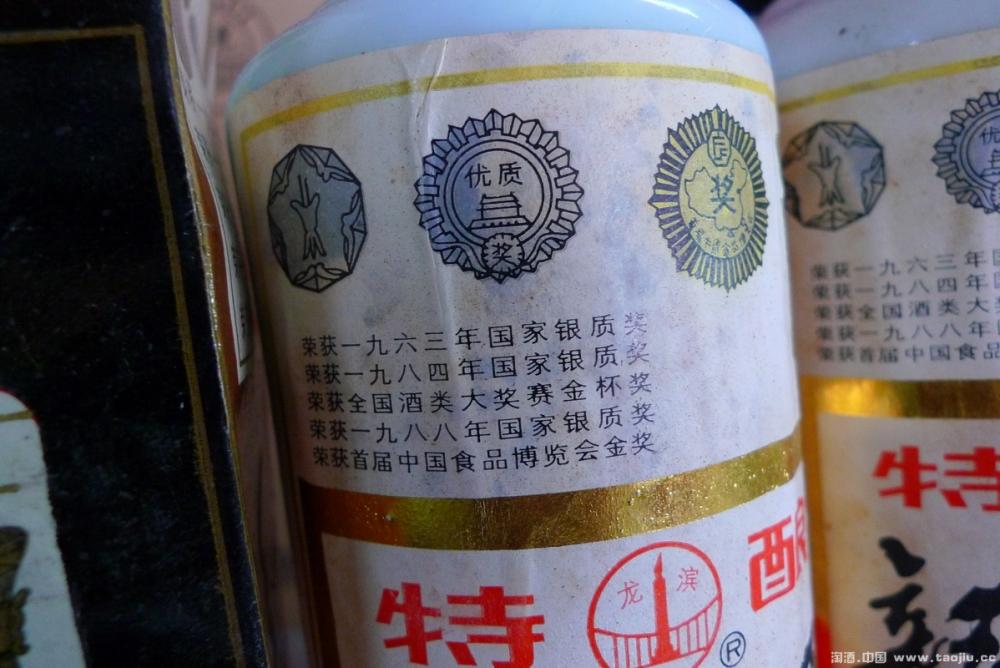 优质
奖
奖
荣获一九六三年国家银质奖
荣获一九八四年国家银质奖
荣获全国酒类大奖赛金杯奖
荣获一九八八年国家银质奖
荣获首届中国食品博览会金奖
特
龙滨
®
酿
优
荣获一九六三年国
荣获一九八四年国
荣获全国酒类大
荣获一九八八年
荣获首届中国食品
特
淘酒.中国 www.taojiu.cc